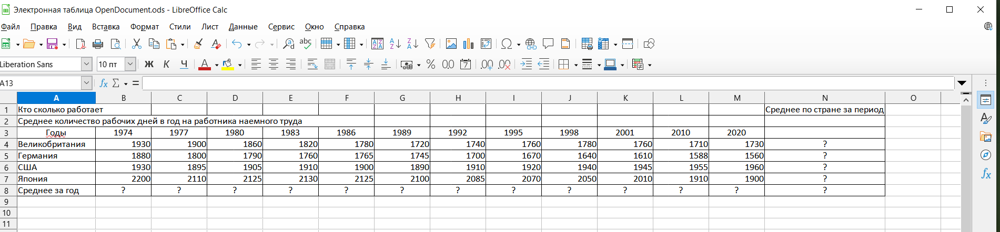 Электронная таблица OpenDocument.ods - LibreOffice Calc
Файл Правка Вид Вставка Формат Стили Лист Данные Сервис Окно Справка
Liberation Sans 10 пт Ж К Ч А % 0,0 7 .00 .00
A13 fx Σ =
A B C D E F G H I J K L M N O
1 Кто сколько работает Среднее по стране за период
2 Среднее количество рабочих дней в год на работника наемного труда
3 Годы 1974 1977 1980 1983 1986 1989 1992 1995 1998 2001 2010 2020
4 Великобритания 1930 1900 1860 1820 1780 1720 1740 1760 1780 1760 1710 1730 ?
5 Германия 1880 1800 1790 1760 1765 1745 1700 1670 1640 1610 1588 1560 ?
6 США 1930 1895 1905 1910 1900 1890 1910 1920 1940 1945 1955 1960 ?
7 Япония 2200 2110 2125 2130 2125 2100 2085 2070 2050 2010 1910 1900 ?
8 Среднее за год ? ? ? ? ? ? ? ? ? ? ? ? ?
9
10
11